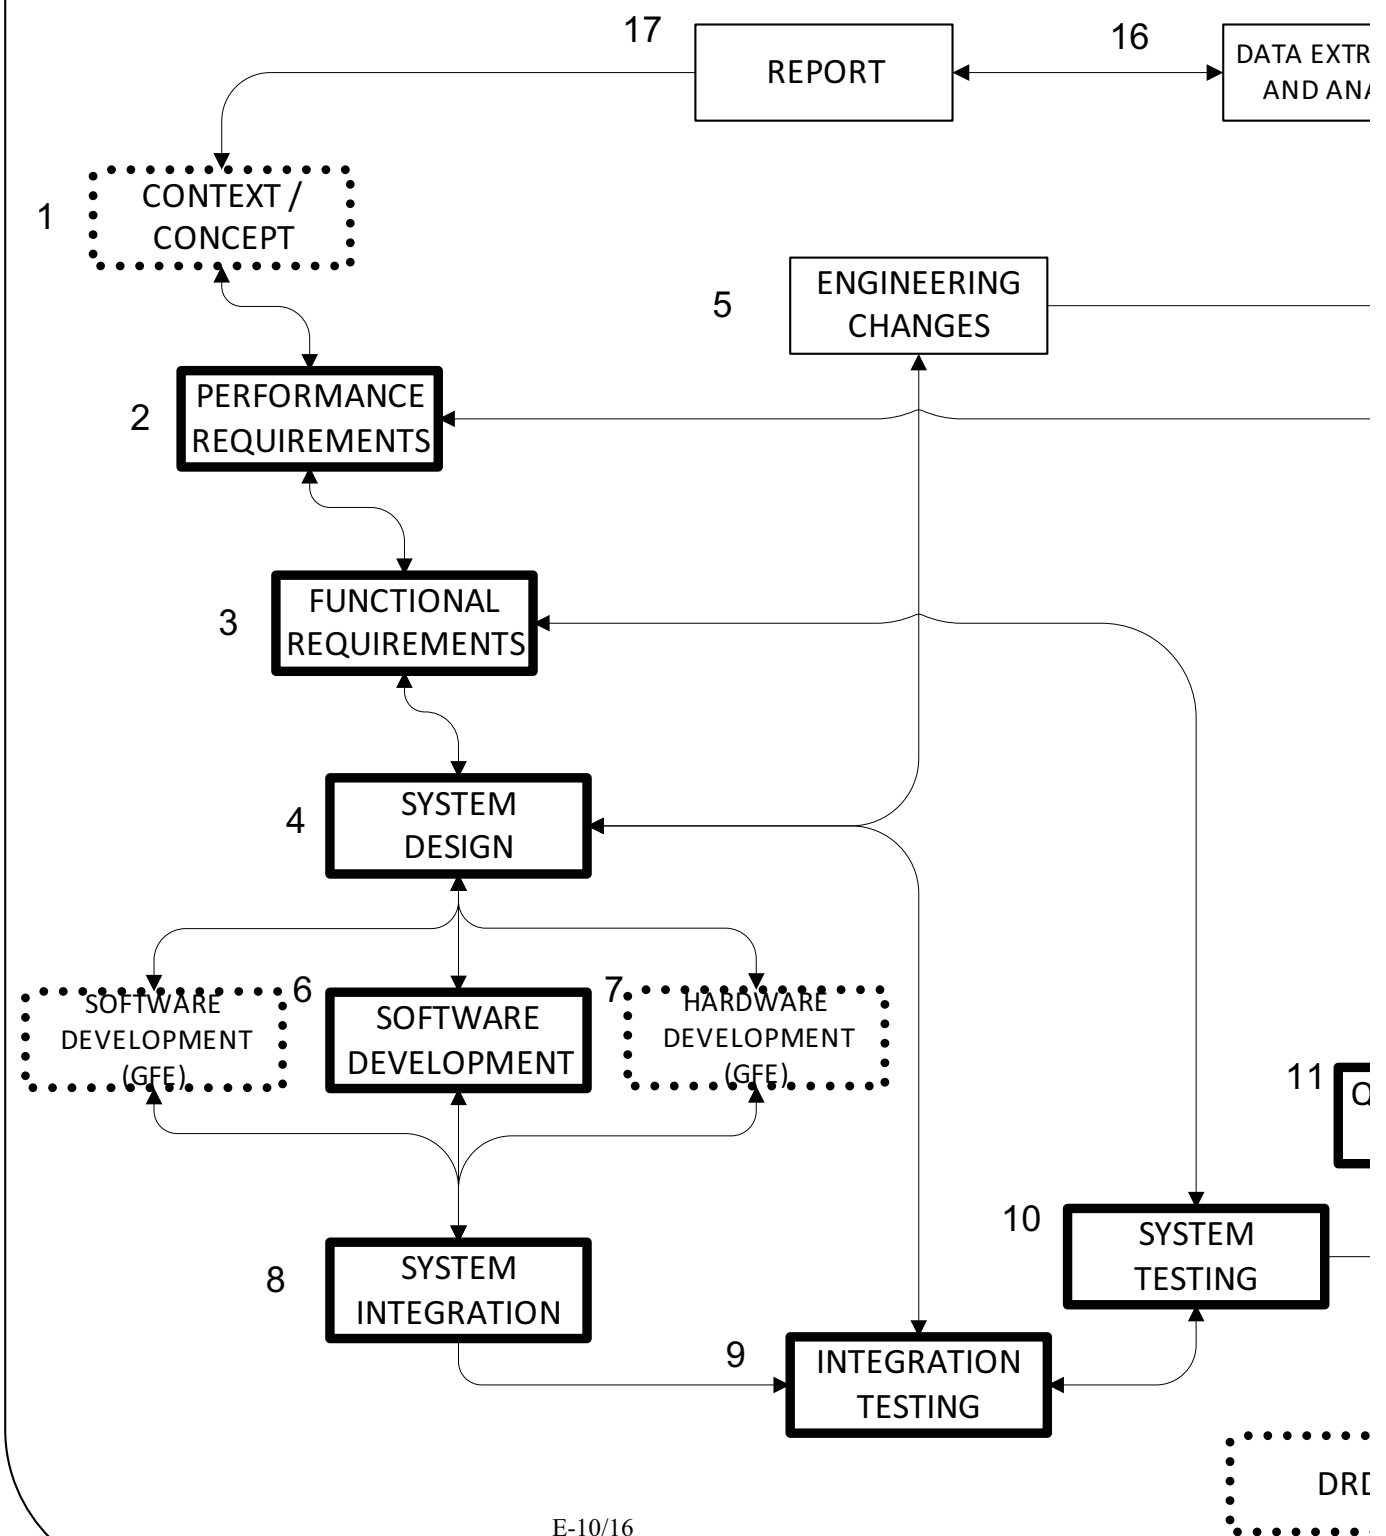 17
REPORT
16
DATA EXTR
AND ANA
1
CONTEXT /
CONCEPT
5
ENGINEERING
CHANGES
2
PERFORMANCE
REQUIREMENTS
3
FUNCTIONAL
REQUIREMENTS
4
SYSTEM
DESIGN
SOFTWARE
DEVELOPMENT
(GFE)
6
SOFTWARE
DEVELOPMENT
7
HARDWARE
DEVELOPMENT
(GFE)
11
10
SYSTEM
TESTING
8
SYSTEM
INTEGRATION
9
INTEGRATION
TESTING
DRD
E-10/16